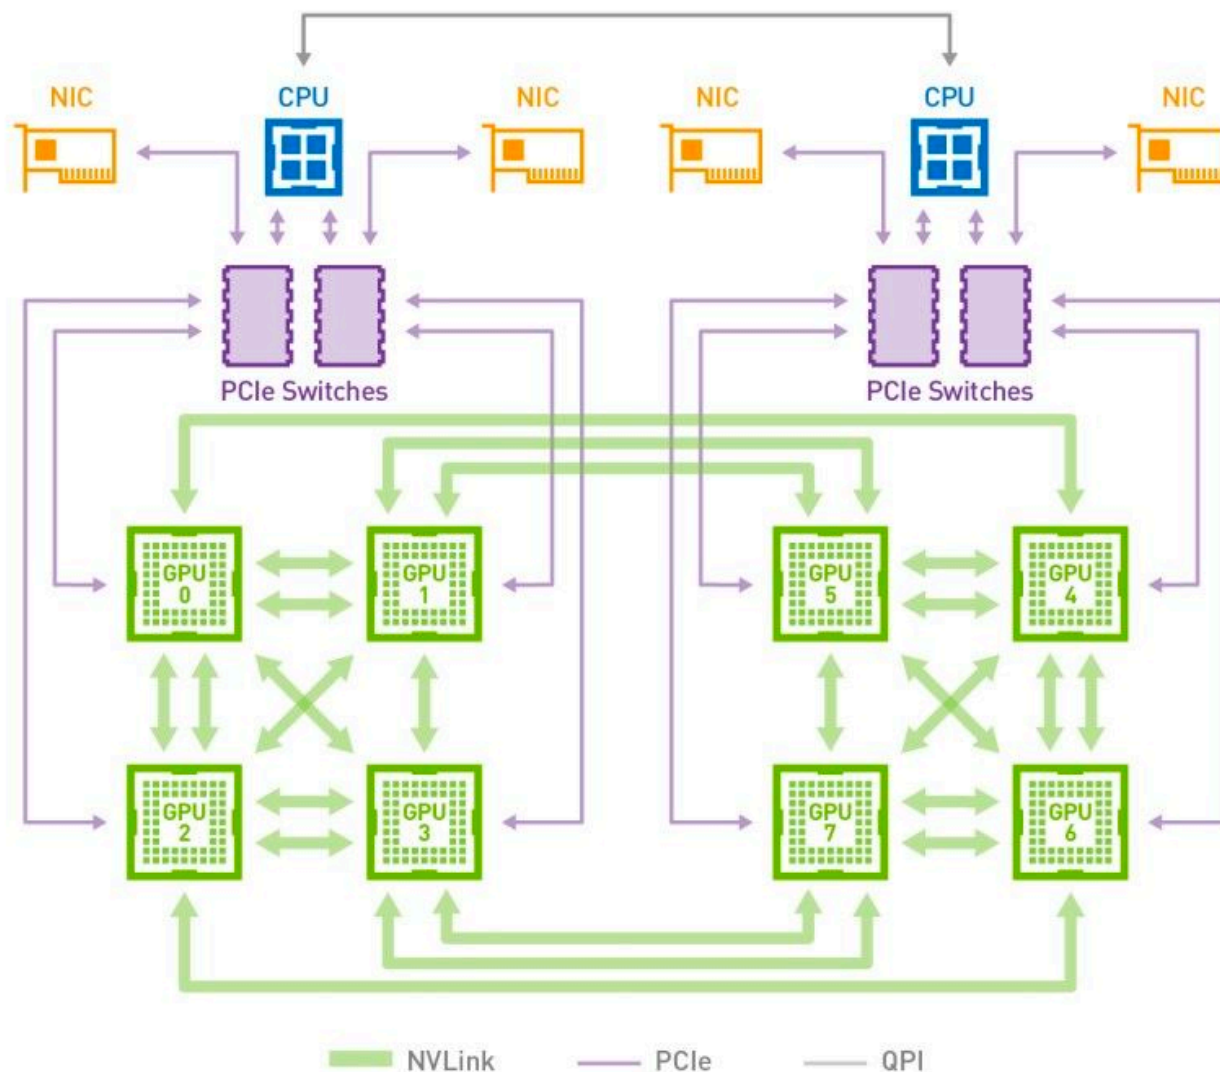 NIC
CPU
NIC
NIC
CPU
NIC
PCIe Switches
PCIe Switches
GPU
0
GPU
1
GPU
5
GPU
4
GPU
2
GPU
3
GPU
7
GPU
6
NVLink
PCIe
QPI